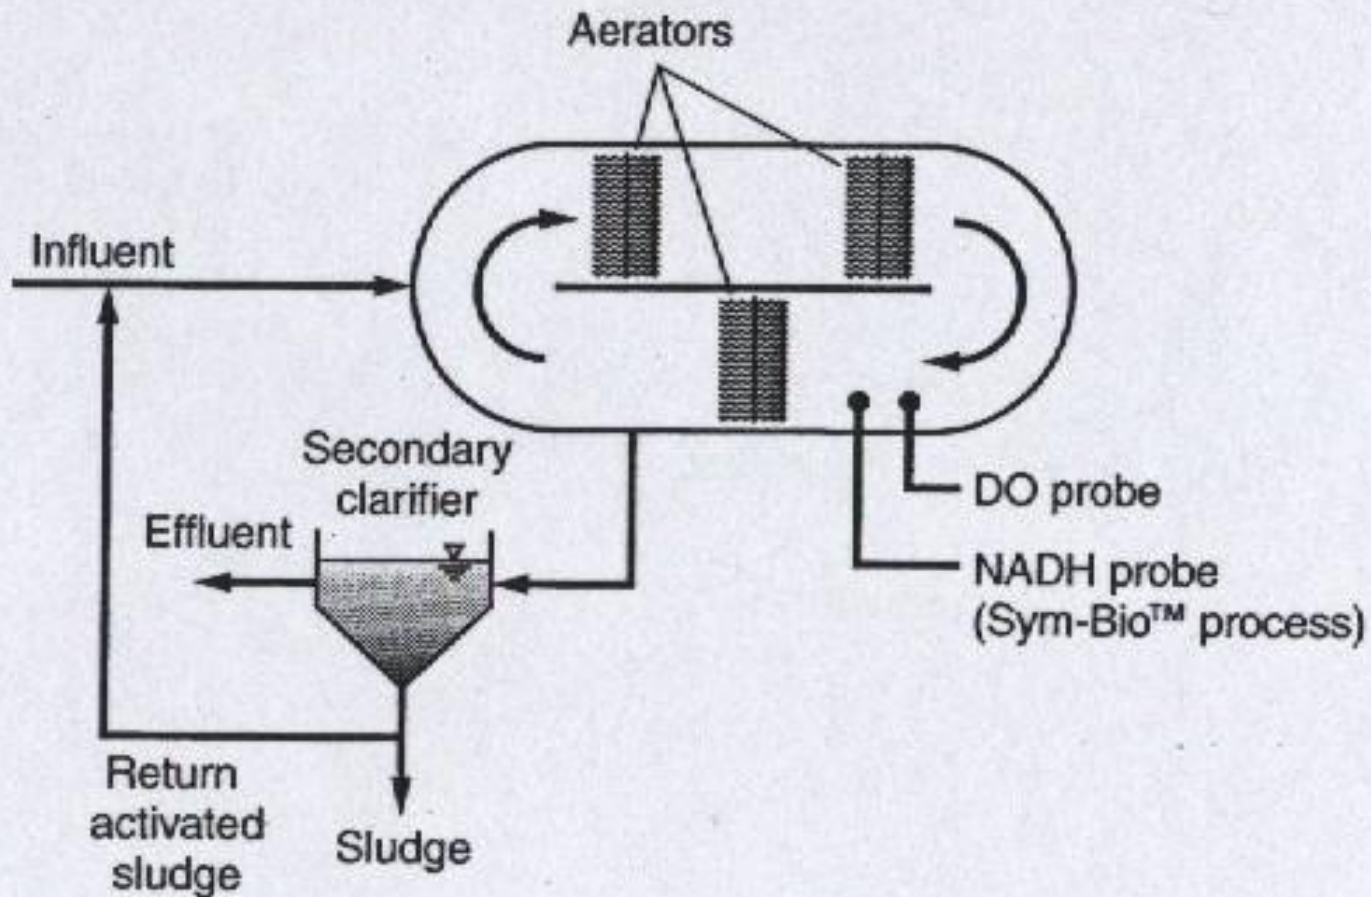 Aerators
Influent
Secondary
clarifier
Effluent
DO probe
NADH probe
(Sym-Bio™ process)
Return
activated
sludge
Sludge